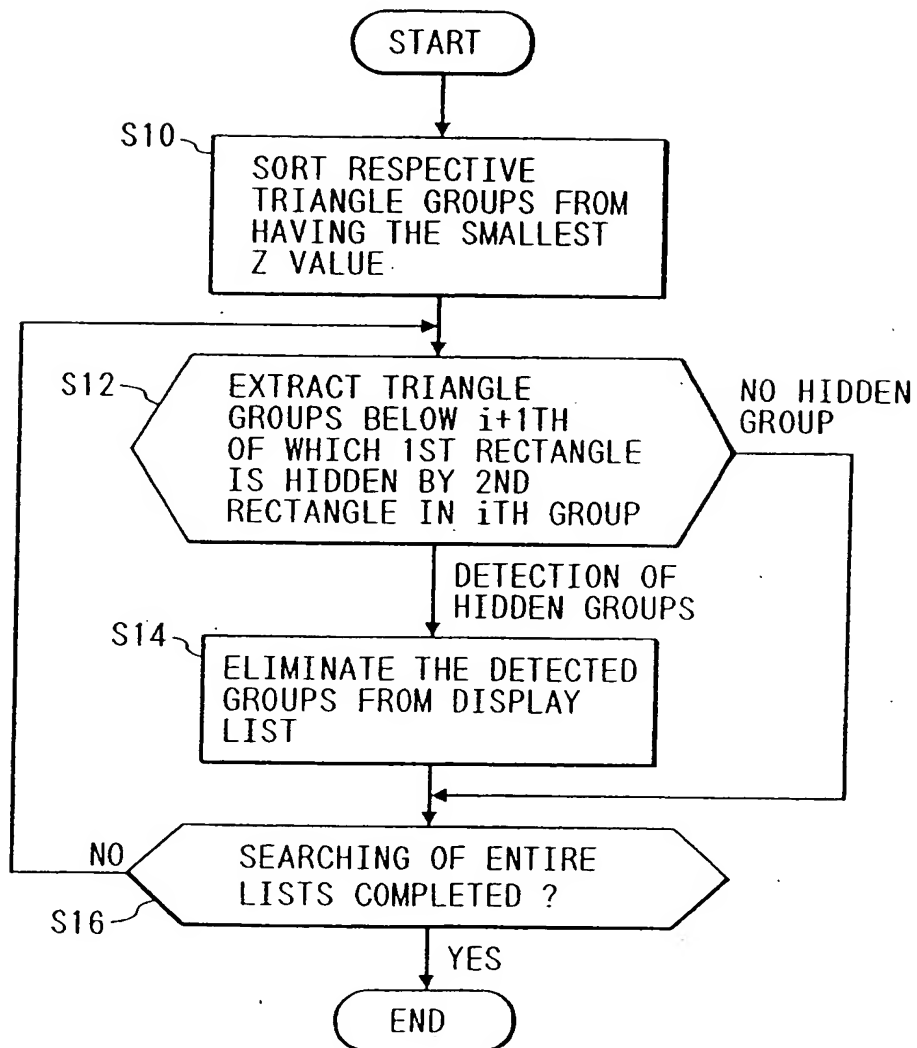 START
S10
SORT RESPECTIVE
TRIANGLE GROUPS FROM
HAVING THE SMALLEST
Z VALUE
S12
EXTRACT TRIANGLE
GROUPS BELOW i+1TH
OF WHICH 1ST RECTANGLE
IS HIDDEN BY 2ND
RECTANGLE IN iTH GROUP
NO HIDDEN
GROUP
DETECTION OF
HIDDEN GROUPS
S14
ELIMINATE THE DETECTED
GROUPS FROM DISPLAY
LIST
NO
SEARCHING OF ENTIRE
LISTS COMPLETED ?
S16
YES
END